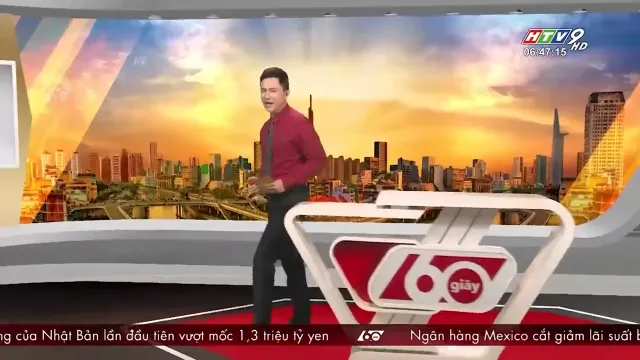 HTV9
HD
06:47:15
60
giây
ng của Nhật Bản lần đầu tiên vượt mốc 1,3 triệu tỷ yen
60
Ngân hàng Mexico cắt giảm lãi suất b